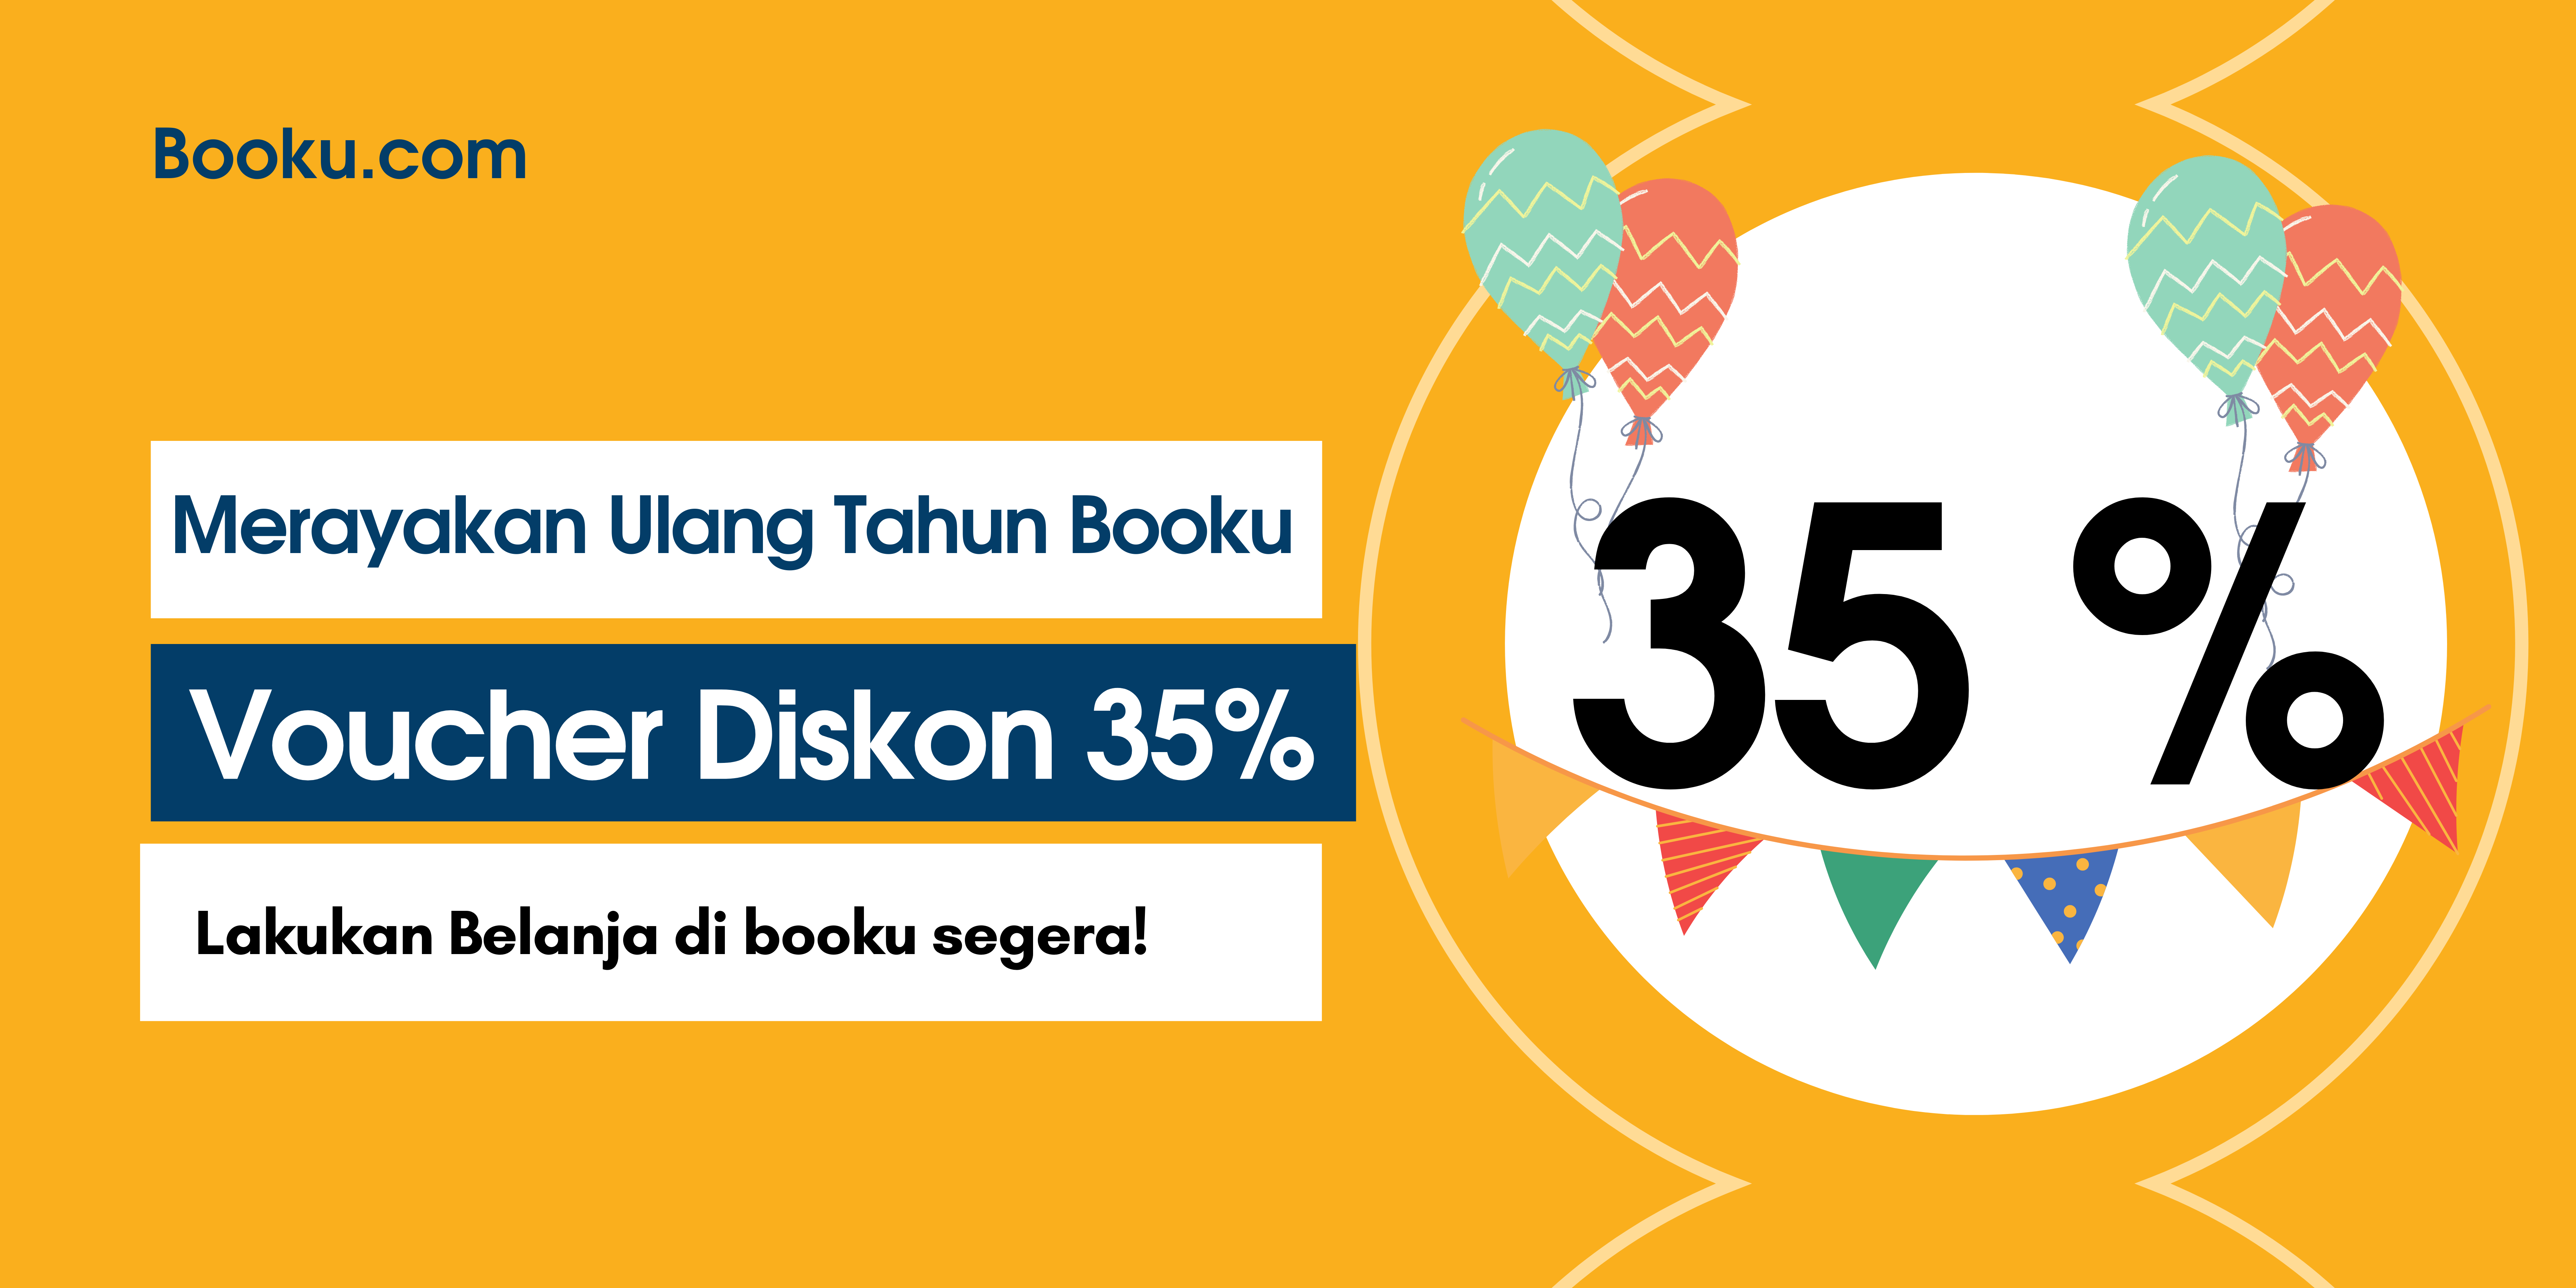 Booku.com
Merayakan Ulang Tahun Booku
Voucher Diskon 35%
Lakukan Belanja di booku segera!
35 %